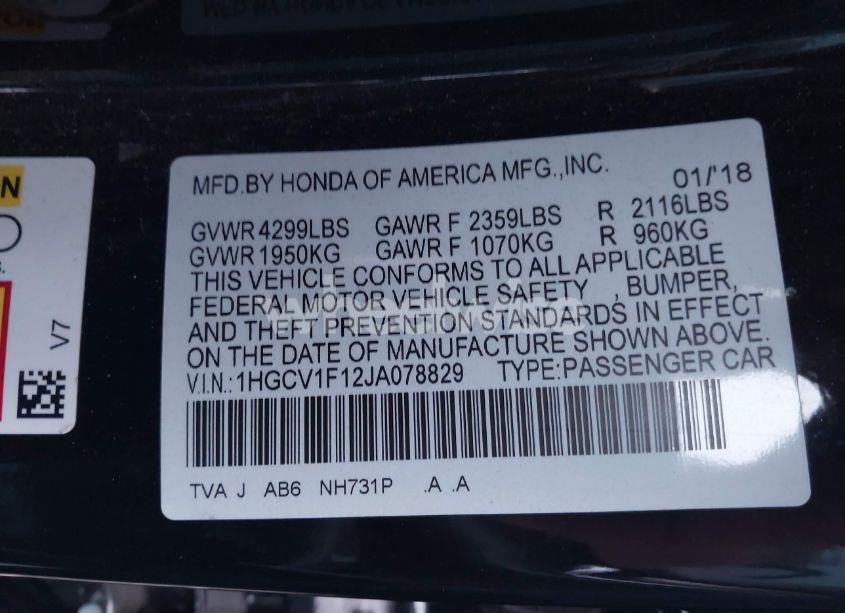 MFD.BY HONDA OF AMERICA MFG.,INC. 01/'18
GVWR 4299LBS GAWR F 2359LBS R 2116LBS
GVWR 1950KG GAWR F 1070KG R 960KG
THIS VEHICLE CONFORMS TO ALL APPLICABLE
FEDERAL MOTOR VEHICLE SAFETY , BUMPER,
AND THEFT PREVENTION STANDARDS IN EFFECT
ON THE DATE OF MANUFACTURE SHOWN ABOVE.
V.I.N.:1HGCV1F12JA078829 TYPE:PASSENGER CAR
TVA J AB6 NH731P .A .A
V7